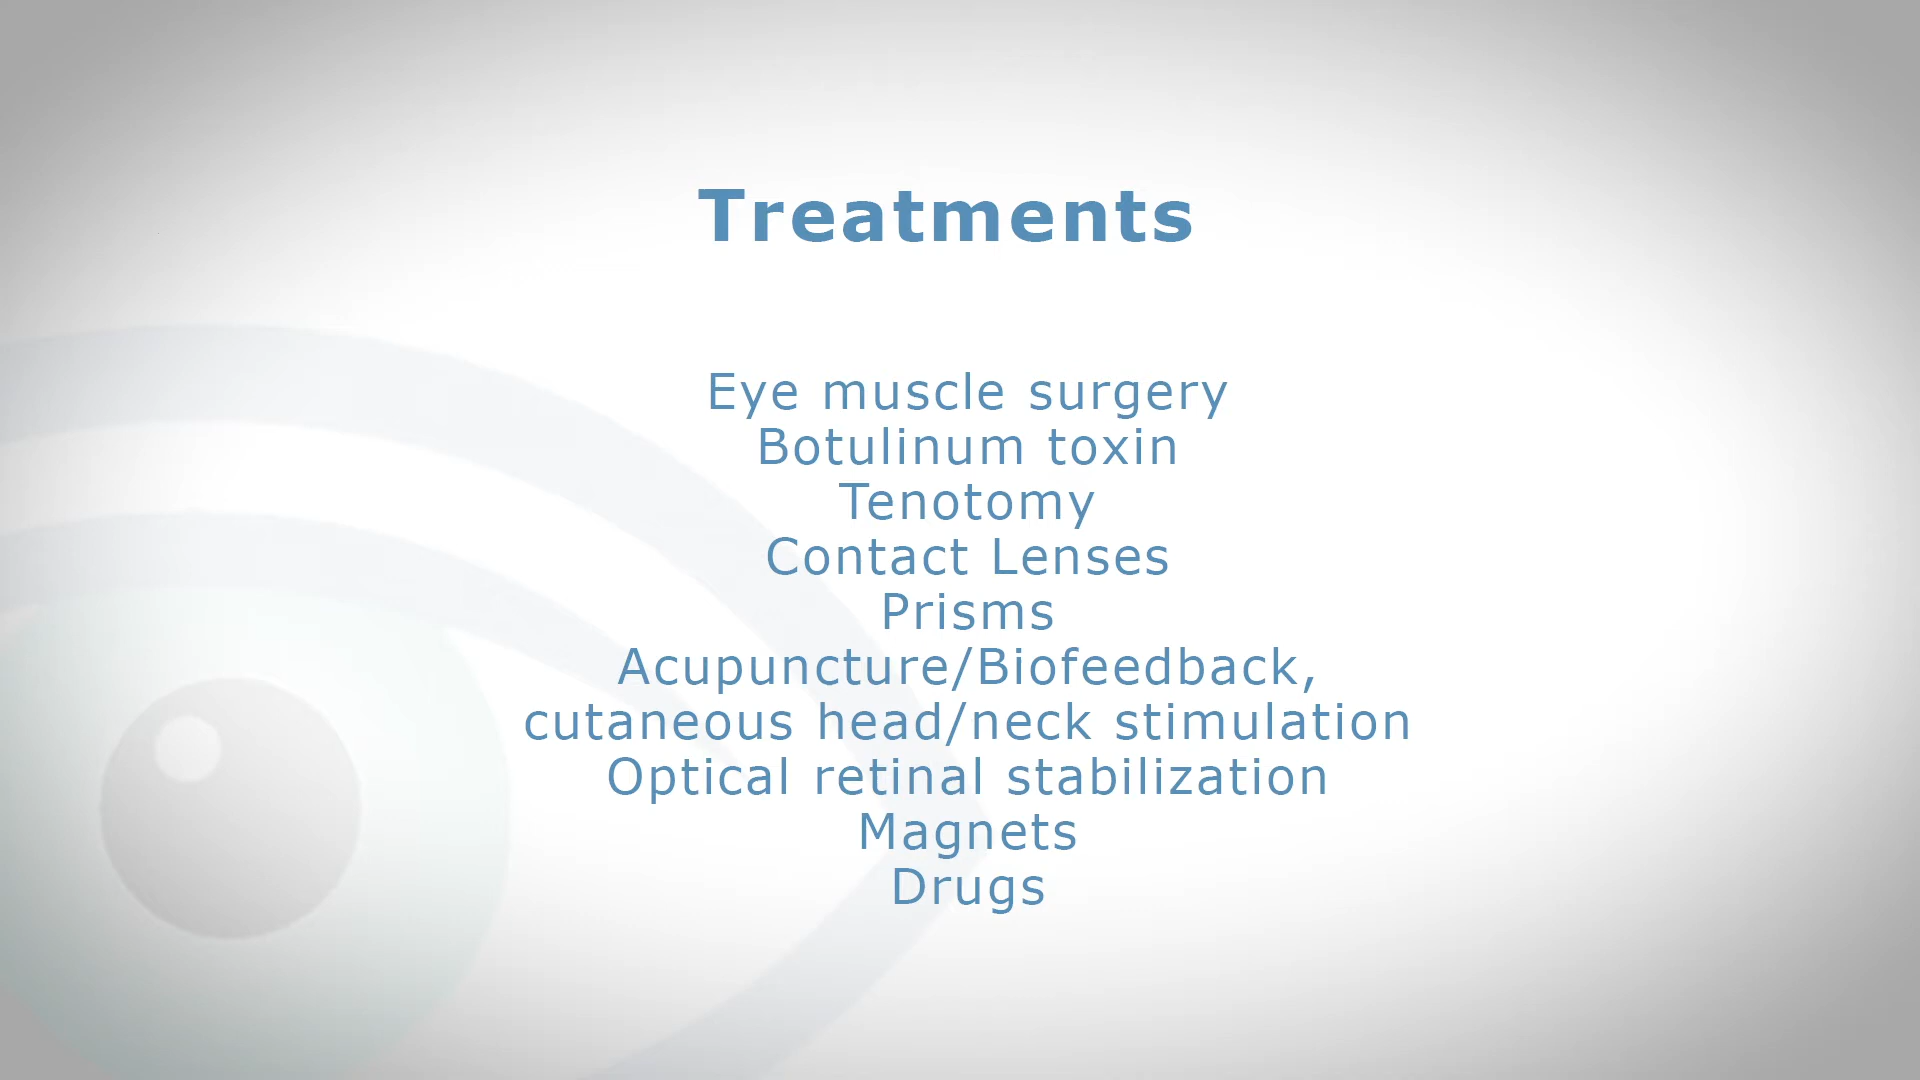 Treatments
Eye muscle surgery
Botulinum toxin
Tenotomy
Contact Lenses
Prisms
Acupuncture/Biofeedback,
cutaneous head/neck stimulation
Optical retinal stabilization
Magnets
Drugs